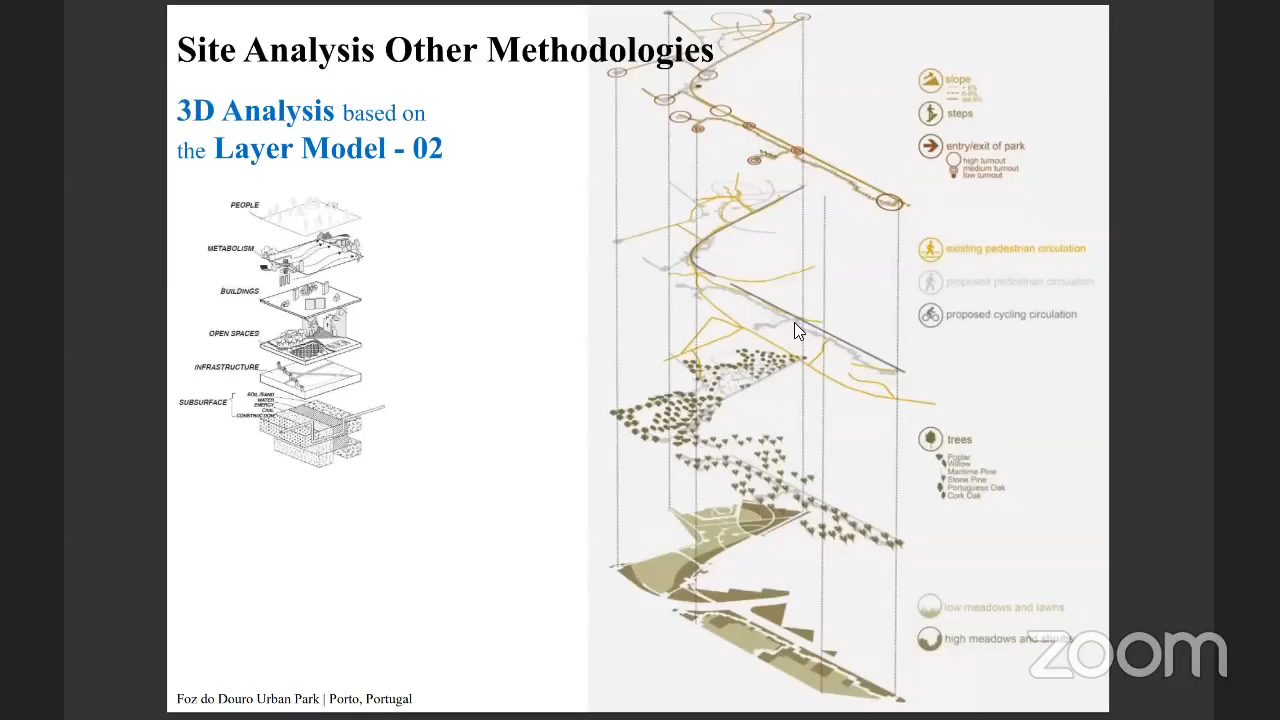 Site Analysis Other Methodologies
3D Analysis based on
the Layer Model - 02
PEOPLE
METABOLISM
BUILDINGS
OPEN SPACES
INFRASTRUCTURE
SUBSURFACE
SOIL/SAND
WATER
ENERGY
CIVIL
CONSTRUCTION
slope
steps
entry/exit of park
high turnout
medium turnout
low turnout
existing pedestrian circulation
proposed pedestrian circulation
proposed cycling circulation
trees
Poplar
Willow
Maritime Pine
Stone Pine
Portuguese Oak
Cork Oak
low meadows and lawns
high meadows and shrubs
zoom
Foz do Douro Urban Park | Porto, Portugal